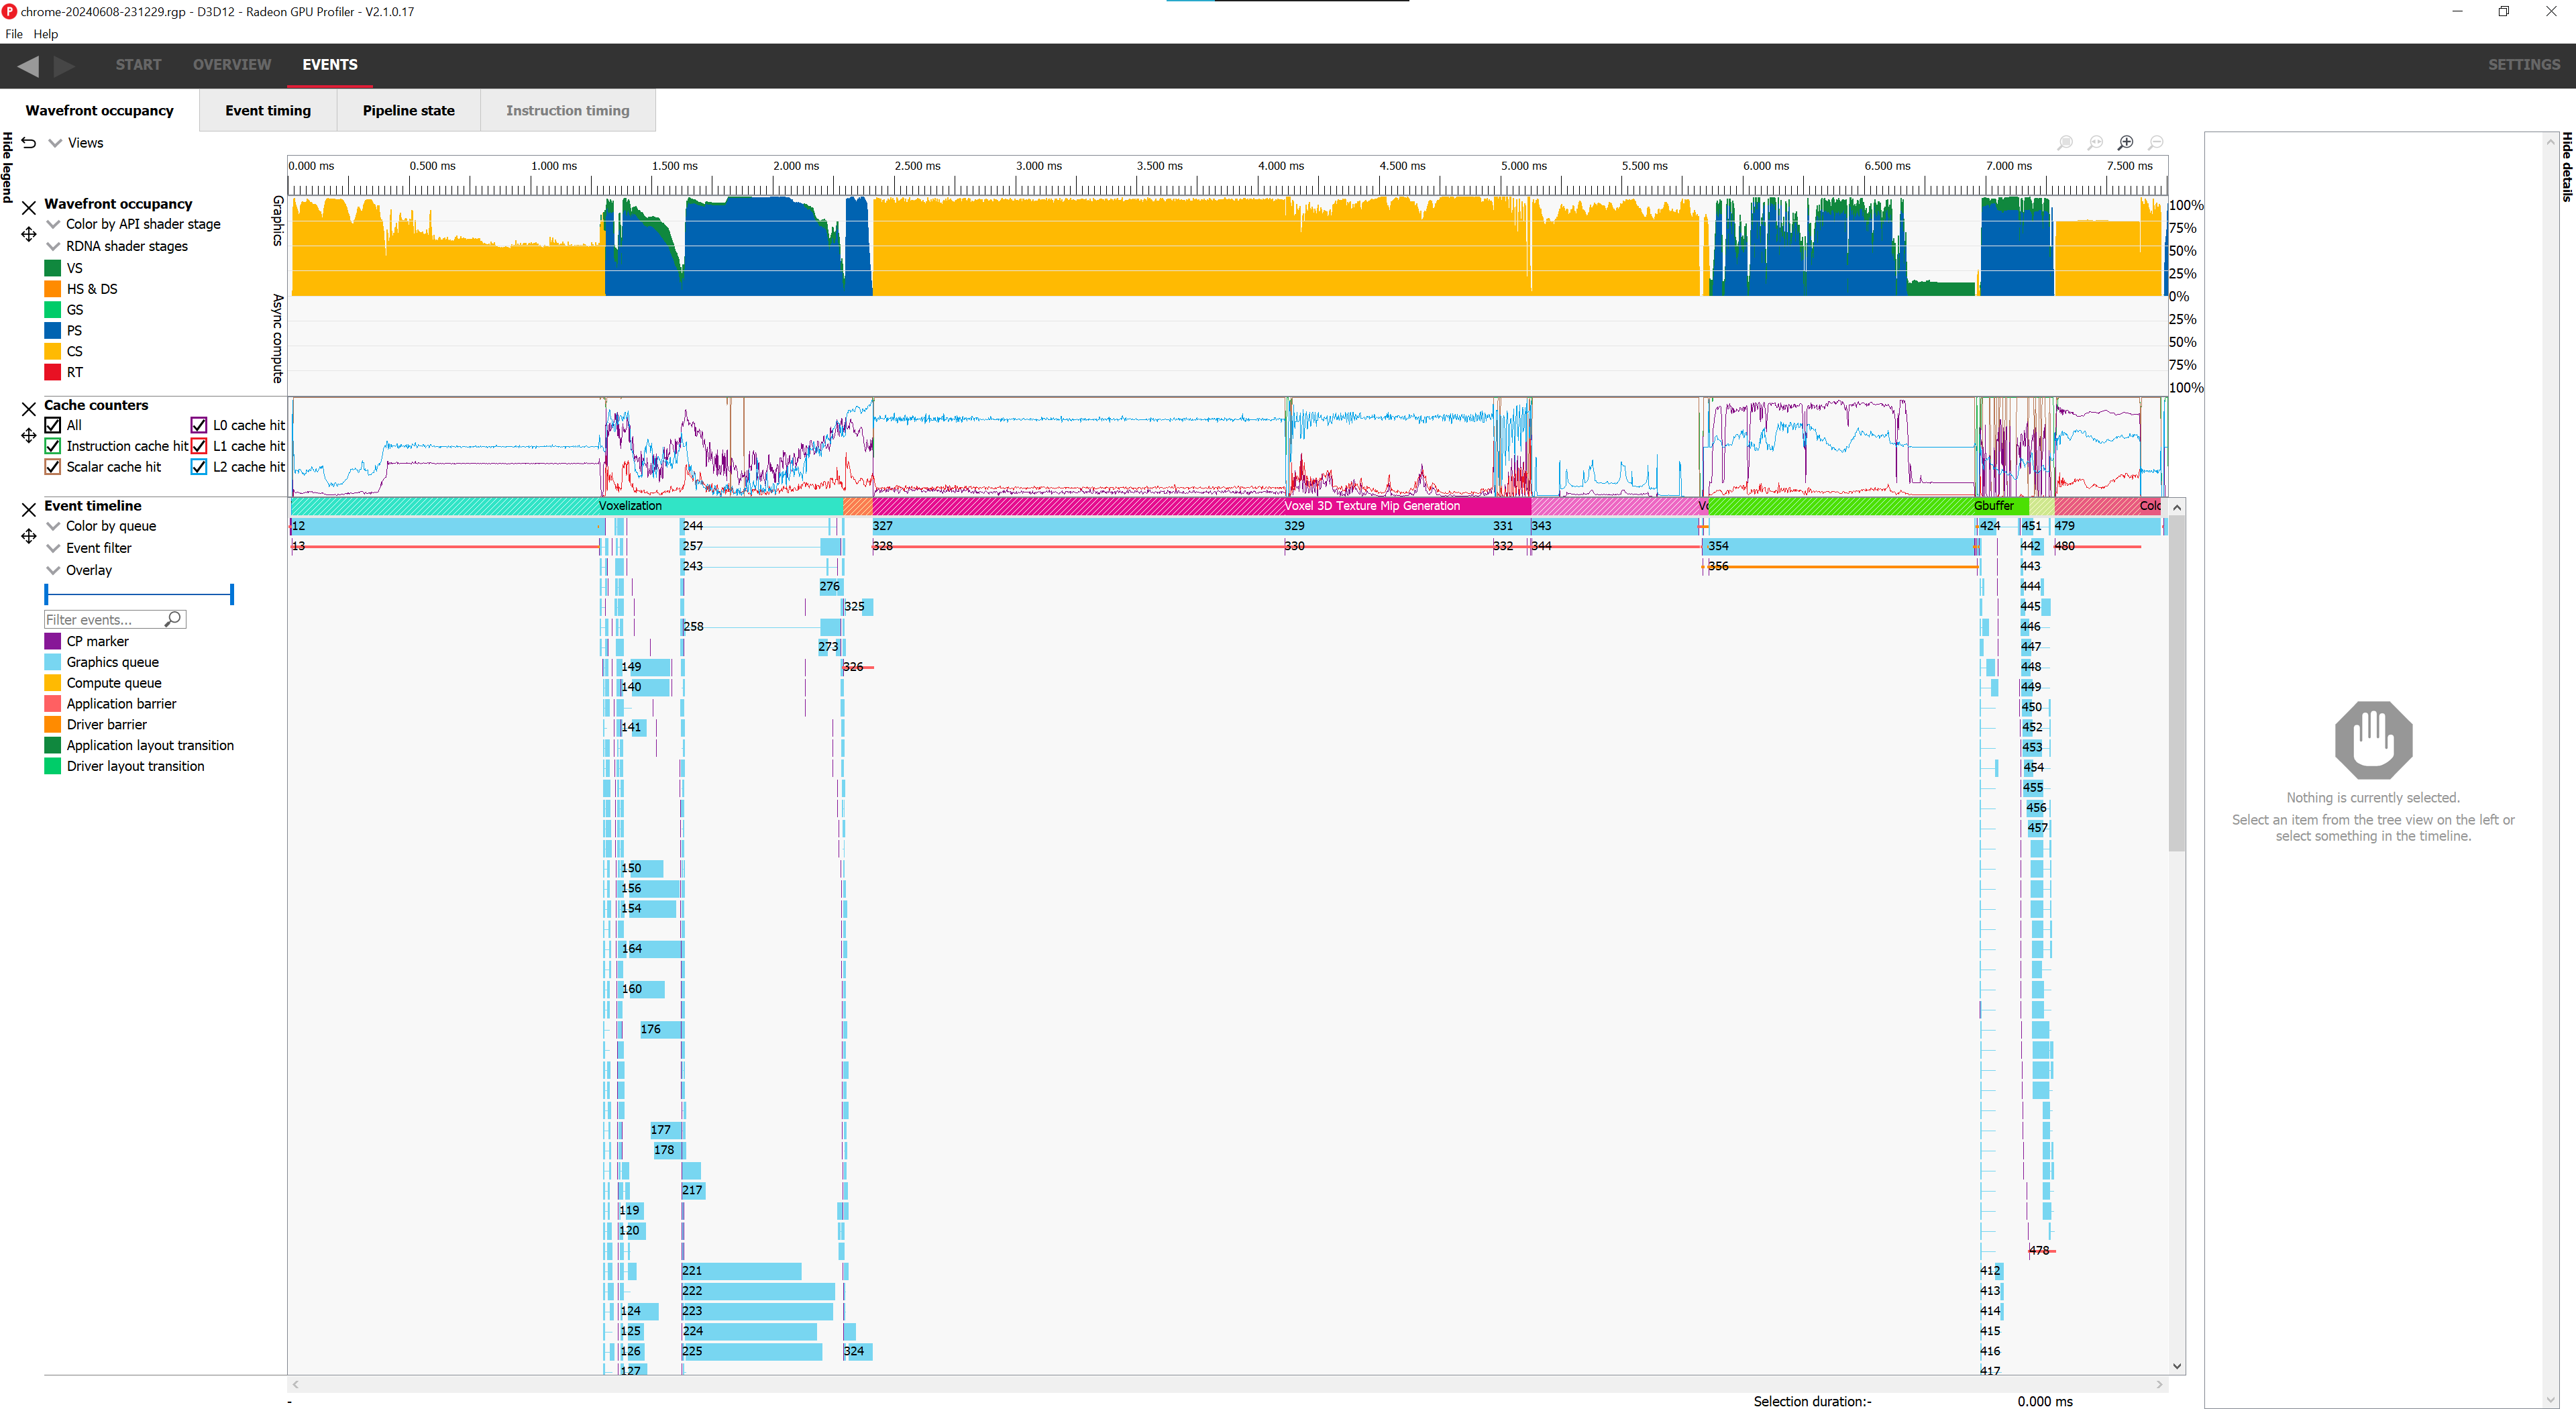 chrome-20240608-231229.rgp - D3D12 - Radeon GPU Profiler - V2.1.0.17
File Help
START OVERVIEW EVENTS SETTINGS
Wavefront occupancy Event timing Pipeline state Instruction timing
Hide legend
Hide details
Views
0.000 ms 0.500 ms 1.000 ms 1.500 ms 2.000 ms 2.500 ms 3.000 ms 3.500 ms 4.000 ms 4.500 ms 5.000 ms 5.500 ms 6.000 ms 6.500 ms 7.000 ms 7.500 ms
Wavefront occupancy
Color by API shader stage
RDNA shader stages
VS
HS & DS
GS
PS
CS
RT
Graphics
Async compute
100%
75%
50%
25%
0%
25%
50%
75%
100%
Cache counters
All L0 cache hit
Instruction cache hit L1 cache hit
Scalar cache hit L2 cache hit
Event timeline
Color by queue
Event filter
Overlay
Filter events...
CP marker
Graphics queue
Compute queue
Application barrier
Driver barrier
Application layout transition
Driver layout transition
Voxelization Voxel 3D Texture Mip Generation Gbuffer
12 244 327 329 331 343 424 451 479
13 257 328 330 332 344 354 442 480
243 356 443
276 444
325 445
258 446
273 447
149 326 448
140 449
450
141 452
453
454
455
456
457
150
156
154
164
160
176
177
178
217
119
120
478
221 412
222 413
124 223 414
125 224 415
126 225 324 416
127 417
Nothing is currently selected.
Select an item from the tree view on the left or
select something in the timeline.
- Selection duration:- 0.000 ms